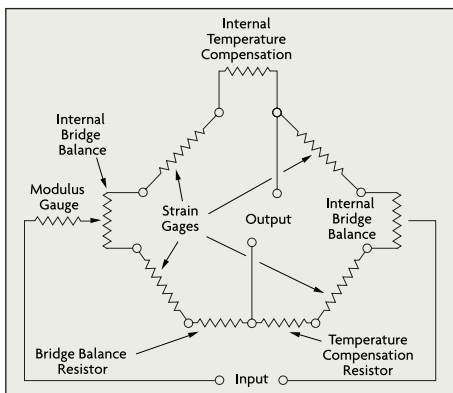 Internal
Temperature
Compensation
Internal
Bridge
Balance
Modulus
Gauge
Strain
Gages
Output
Internal
Bridge
Balance
Bridge Balance
Resistor
Temperature
Compensation
Resistor
Input